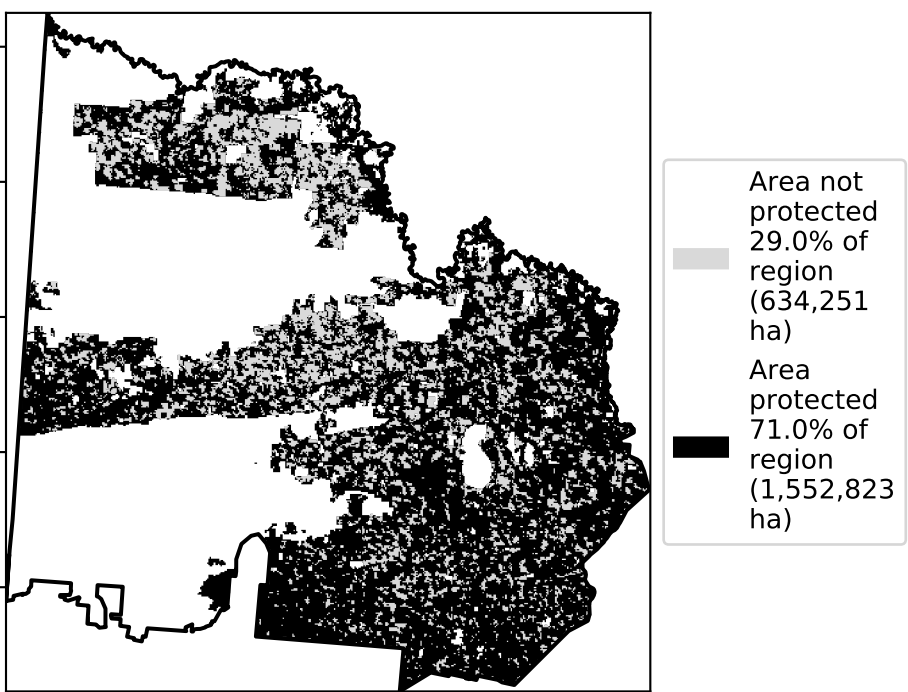 Area not
protected
29.0% of
region
(634,251
ha)
Area
protected
71.0% of
region
(1,552,823
ha)